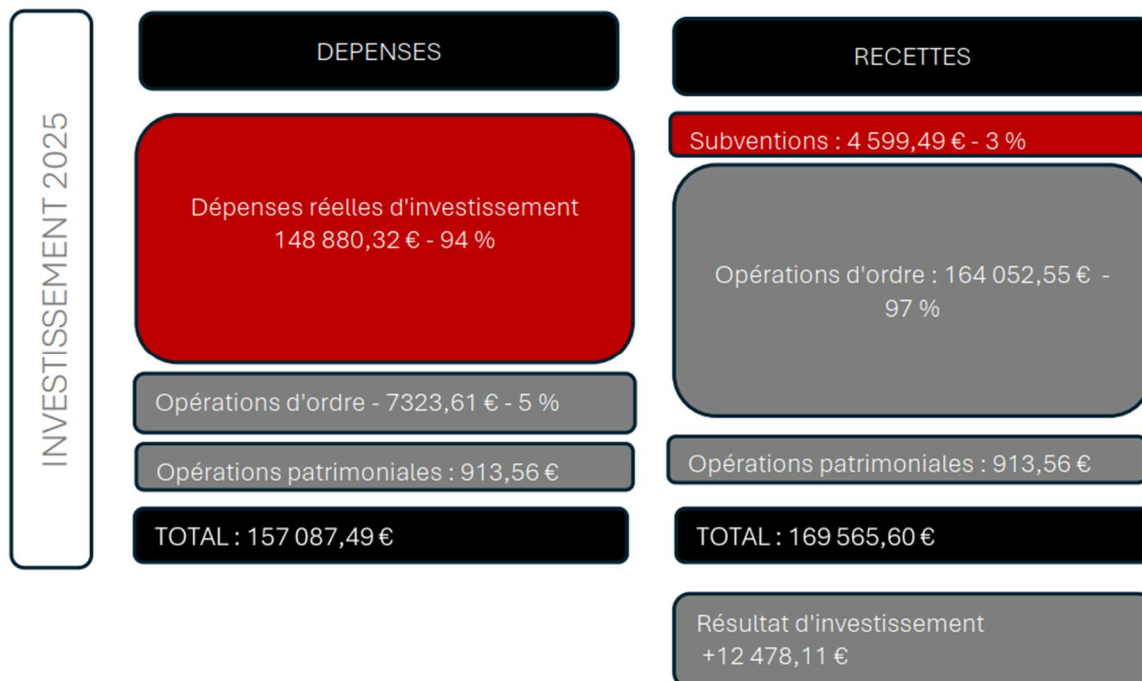 INVESTISSEMENT 2025
DEPENSES
Dépenses réelles d'investissement
148 880,32 € - 94 %
Opérations d'ordre - 7323,61 € - 5 %
Opérations patrimoniales : 913,56 €
TOTAL : 157 087,49 €
RECETTES
Subventions : 4 599,49 € - 3 %
Opérations d'ordre : 164 052,55 € -
97 %
Opérations patrimoniales : 913,56 €
TOTAL : 169 565,60 €
Résultat d'investissement
+12 478,11 €